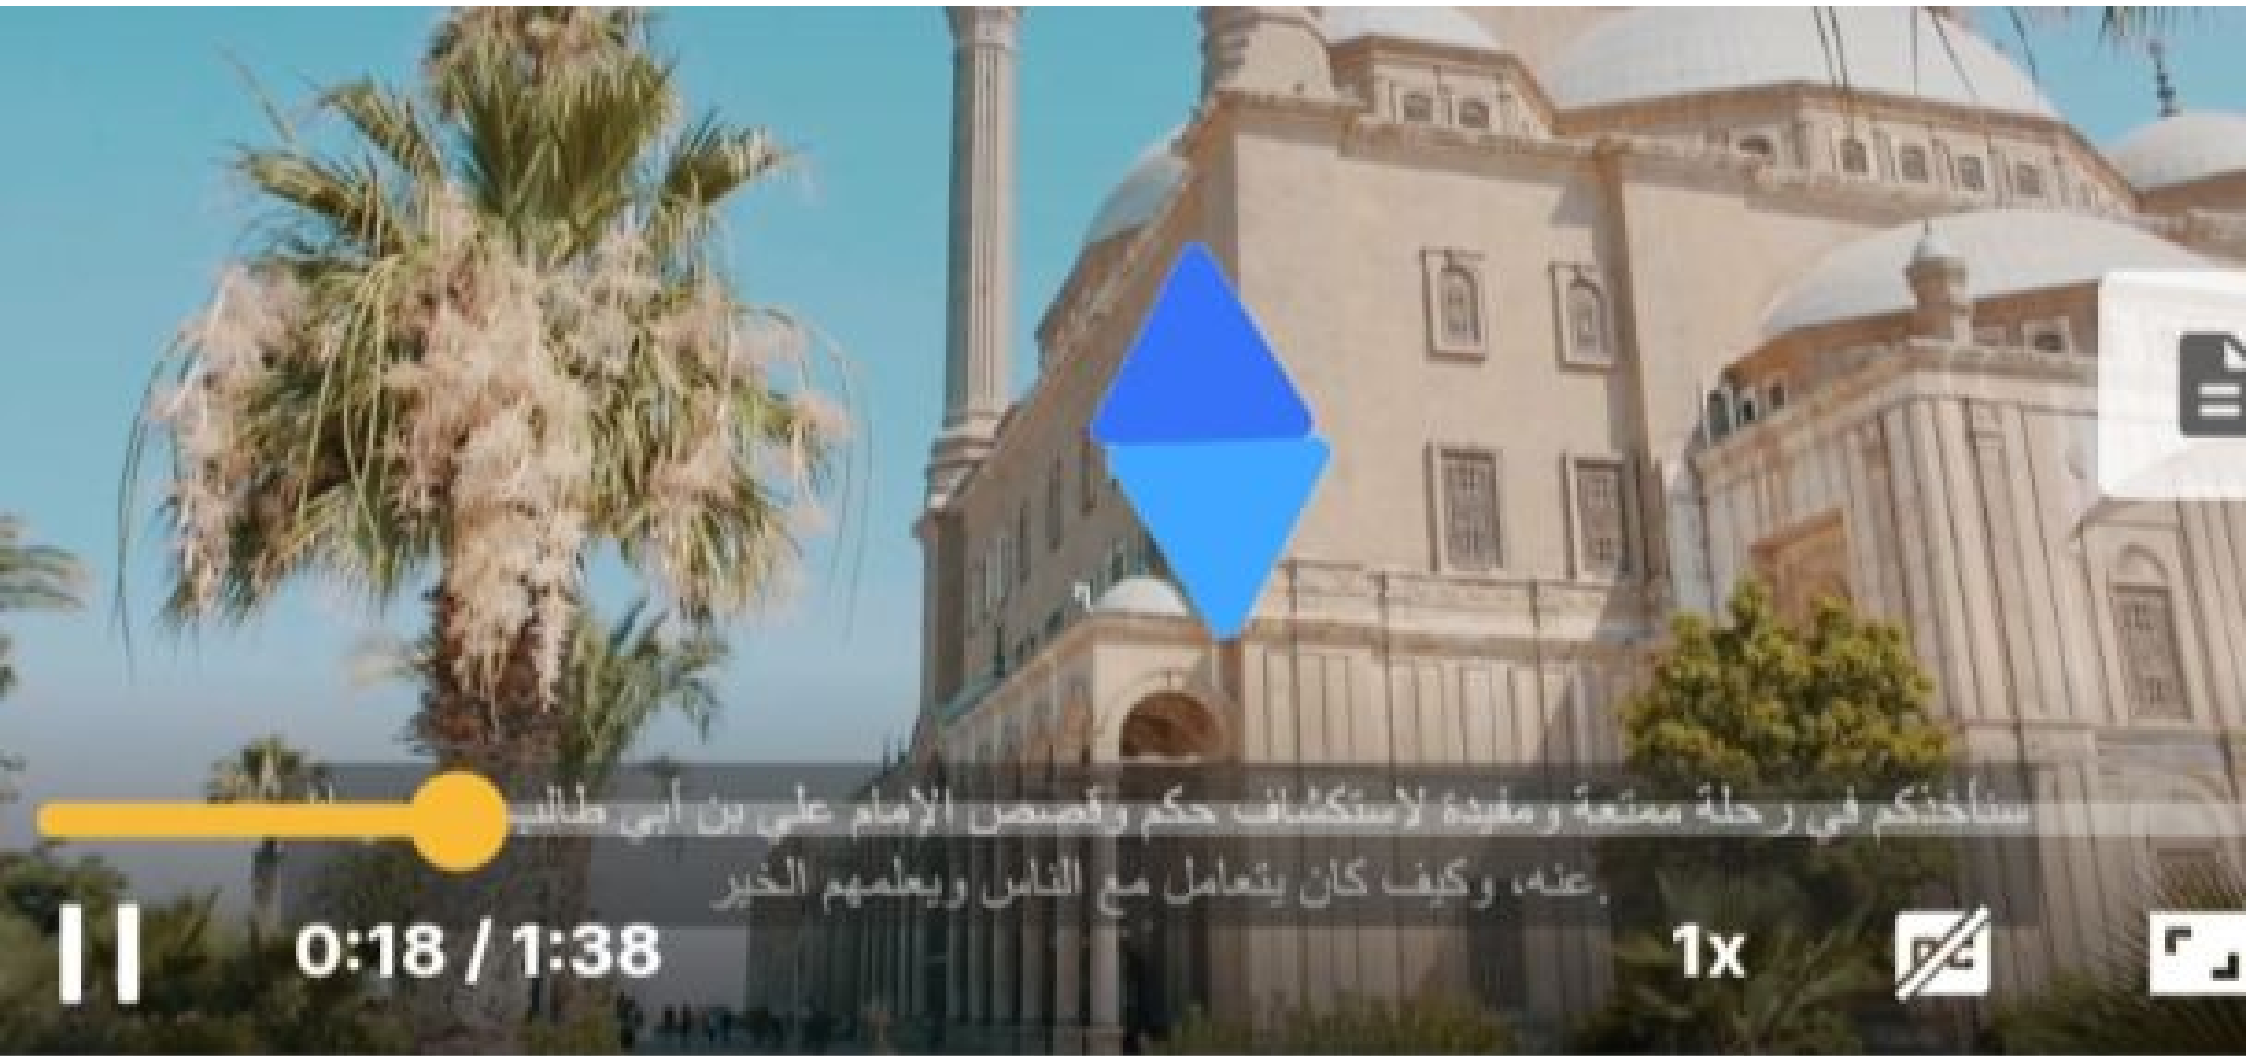 سنأخذكم في رحلة ممتعة ومفيدة لاستكشاف حكم وقصص الإمام علي بن أبي طالب
عنه، وكيف كان يتعامل مع الناس ويعلمهم الخير.
0:18 / 1:38
1x